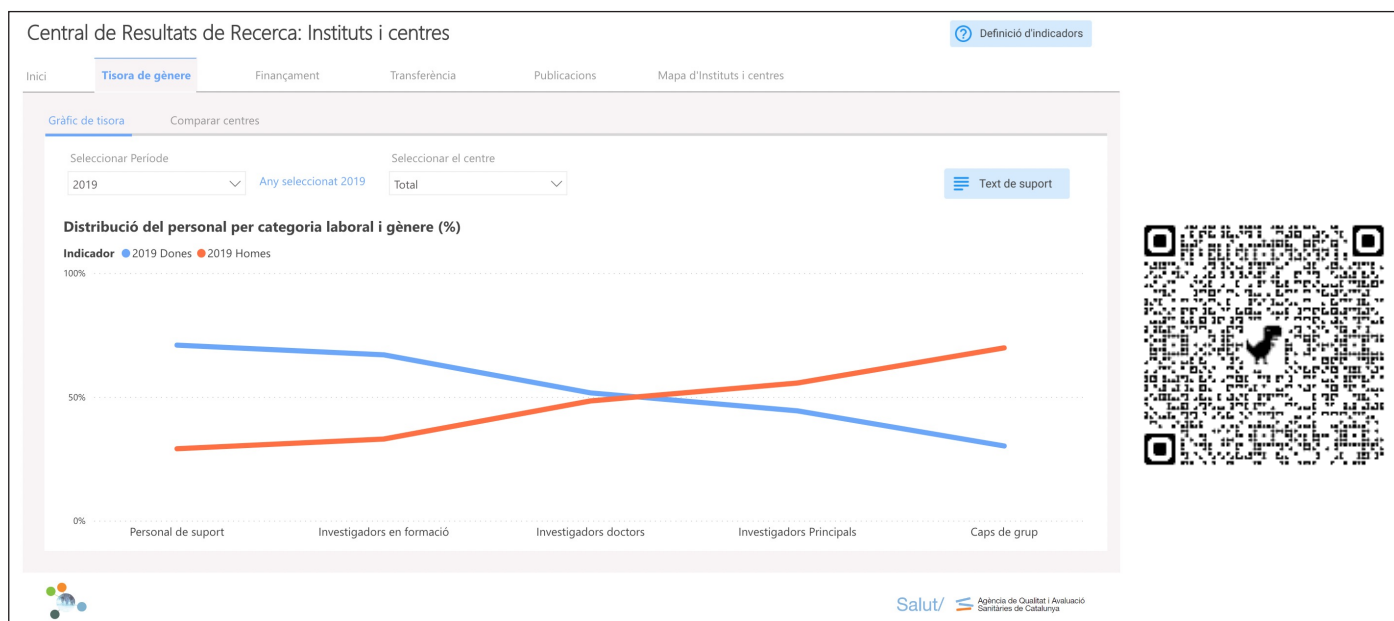 Central de Resultats de Recerca: Instituts i centres
Definició d'indicadors
Inici Tisora de gènere Finançament Transferència Publicacions Mapa d'Instituts i centres
Gràfic de tisora Comparar centres
Seleccionar Periode Seleccionar el centre
2019 Any seleccionat 2019 Total
Text de suport
Distribució del personal per categoria laboral i gènere (%)
Indicador 2019 Dones 2019 Homes
100%
50%
0%
Personal de suport Investigadors en formació Investigadors doctors Investigadors Principals Caps de grup
Salut/ Agència de Qualitat i Avaluació
Sanitàries de Catalunya